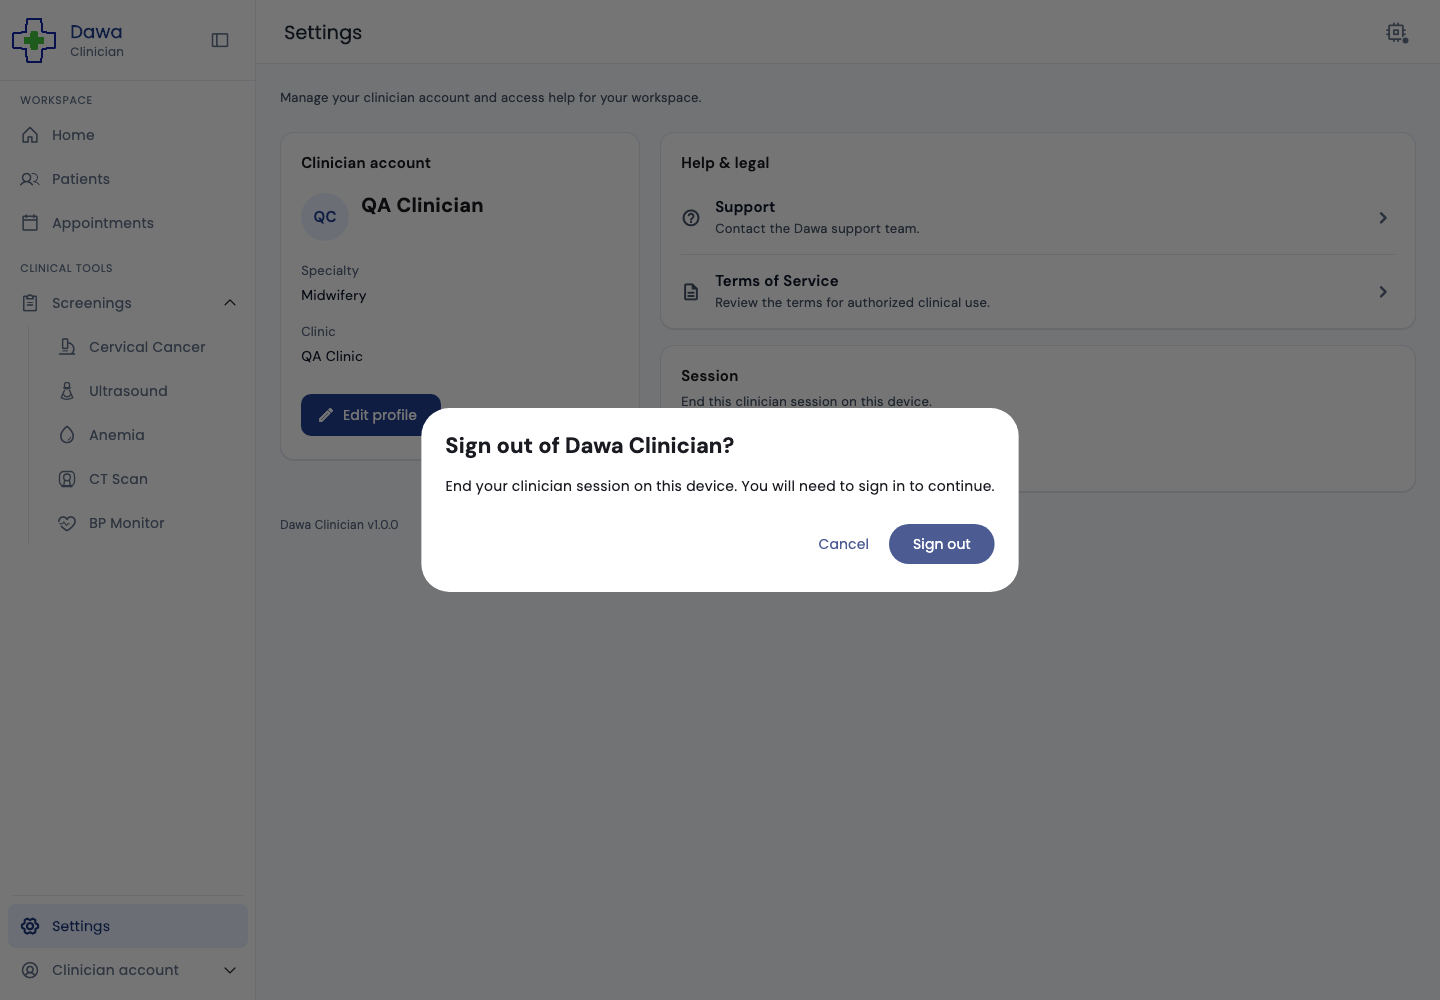 Dawa
Clinician
WORKSPACE
Home
Patients
Appointments
CLINICAL TOOLS
Screenings
Cervical Cancer
Ultrasound
Anemia
CT Scan
BP Monitor
Settings
Clinician account
Settings
Manage your clinician account and access help for your workspace.
Clinician account
QC
QA Clinician
Specialty
Midwifery
Clinic
QA Clinic
Edit profile
Help & legal
Support
Contact the Dawa support team.
Terms of Service
Review the terms for authorized clinical use.
Session
End this clinician session on this device.
Dawa Clinician v1.0.0
Sign out of Dawa Clinician?
End your clinician session on this device. You will need to sign in to continue.
Cancel
Sign out